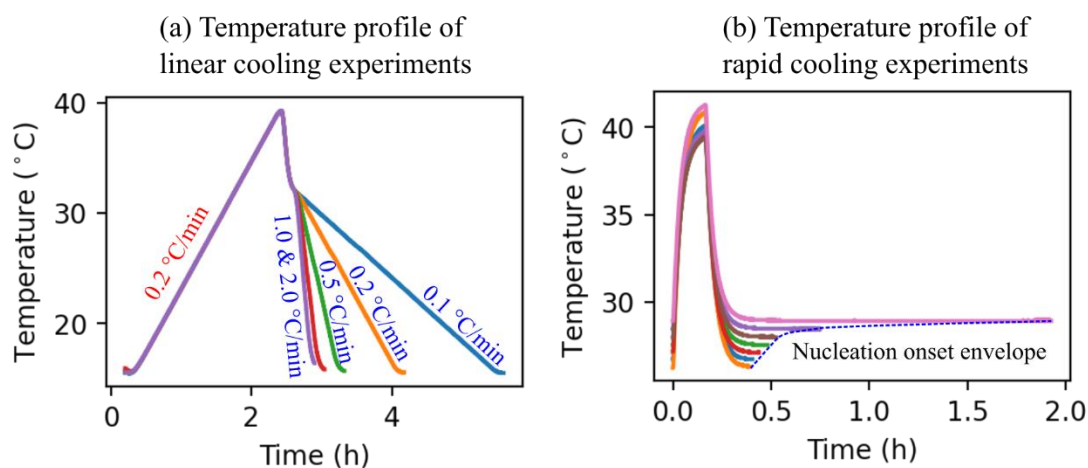 (a) Temperature profile of
linear cooling experiments
Temperature (°C)
40
30
20
0.2 °C/min
1.0 & 2.0 °C/min
0.5 °C/min
0.2 °C/min
0.1 °C/min
0
2
4
Time (h)
(b) Temperature profile of
rapid cooling experiments
Temperature (°C)
40
35
30
Nucleation onset envelope
0.0
0.5
1.0
1.5
2.0
Time (h)